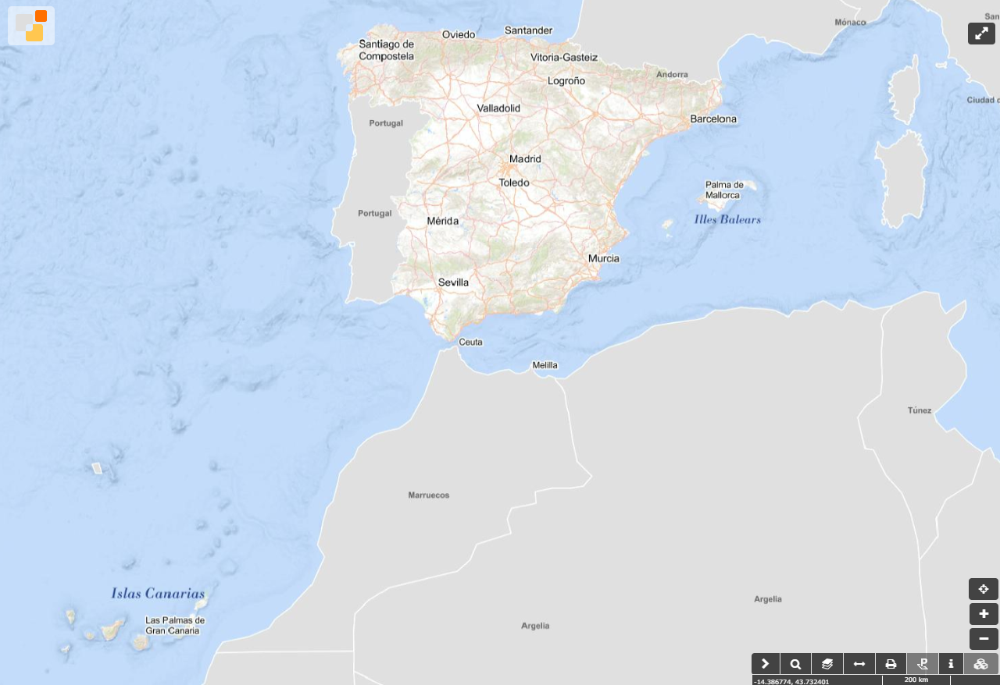 Mónaco
San
Oviedo
Santander
Santiago de
Compostela
Vitoria-Gasteiz
Andorra
Logroño
Ciudad d
Valladolid
Barcelona
Portugal
Madrid
Toledo
Palma de
Mallorca
Portugal
Mérida
Illes Balears
Murcia
Sevilla
Ceuta
Melilla
Túnez
Marruecos
Islas Canarias
Argelia
Las Palmas de
Gran Canaria
Argelia
-14.386774, 43.732401
200 km